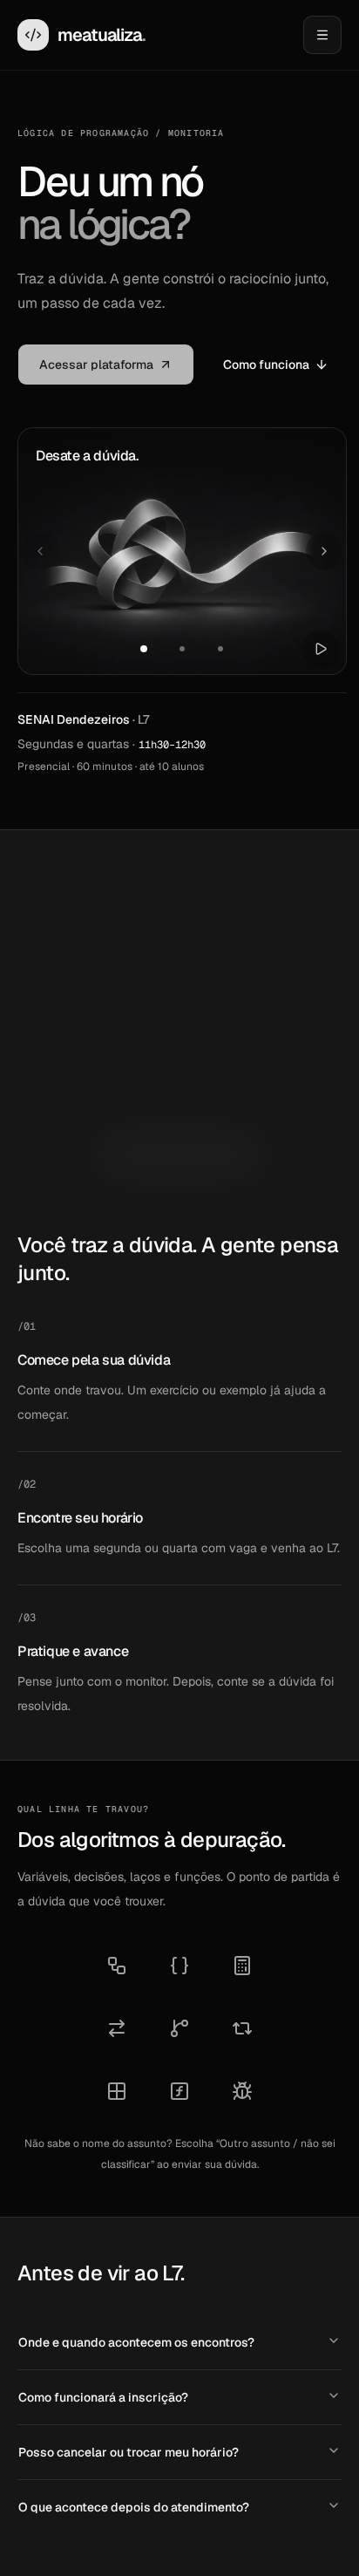 meatualiza.
LÓGICA DE PROGRAMAÇÃO / MONITORIA
Deu um nó
na lógica?
Traz a dúvida. A gente constrói o raciocínio junto,
um passo de cada vez.
Acessar plataforma
Como funciona
Desate a dúvida.
SENAI Dendezeiros · L7
Segundas e quartas · 11h30–12h30
Presencial · 60 minutos · até 10 alunos
Você traz a dúvida. A gente pensa
junto.
/01
Comece pela sua dúvida
Conte onde travou. Um exercício ou exemplo já ajuda a
começar.
/02
Encontre seu horário
Escolha uma segunda ou quarta com vaga e venha ao L7.
/03
Pratique e avance
Pense junto com o monitor. Depois, conte se a dúvida foi
resolvida.
QUAL LINHA TE TRAVOU?
Dos algoritmos à depuração.
Variáveis, decisões, laços e funções. O ponto de partida é
a dúvida que você trouxer.
Não sabe o nome do assunto? Escolha "Outro assunto / não sei
classificar" ao enviar sua dúvida.
Antes de vir ao L7.
Onde e quando acontecem os encontros?
Como funcionará a inscrição?
Posso cancelar ou trocar meu horário?
O que acontece depois do atendimento?